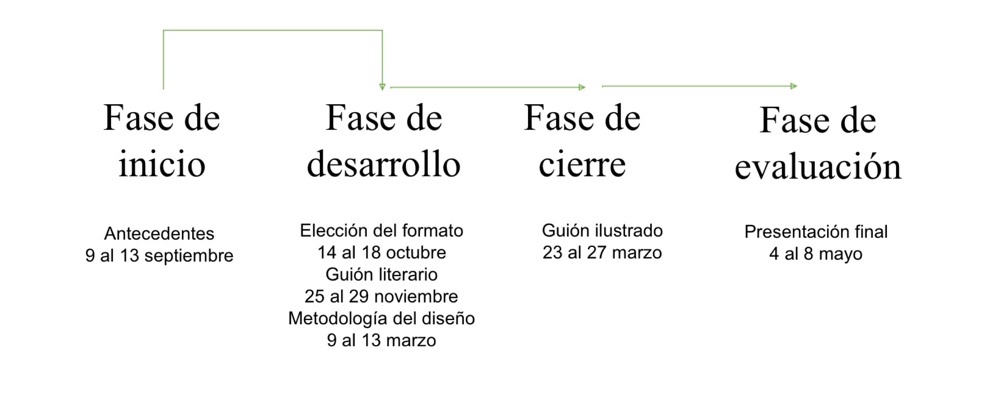 Fase de
inicio
Antecedentes
9 al 13 septiembre
Fase de
desarrollo
Elección del formato
14 al 18 octubre
Guión literario
25 al 29 noviembre
Metodología del diseño
9 al 13 marzo
Fase de
cierre
Guión ilustrado
23 al 27 marzo
Fase de
evaluación
Presentación final
4 al 8 mayo